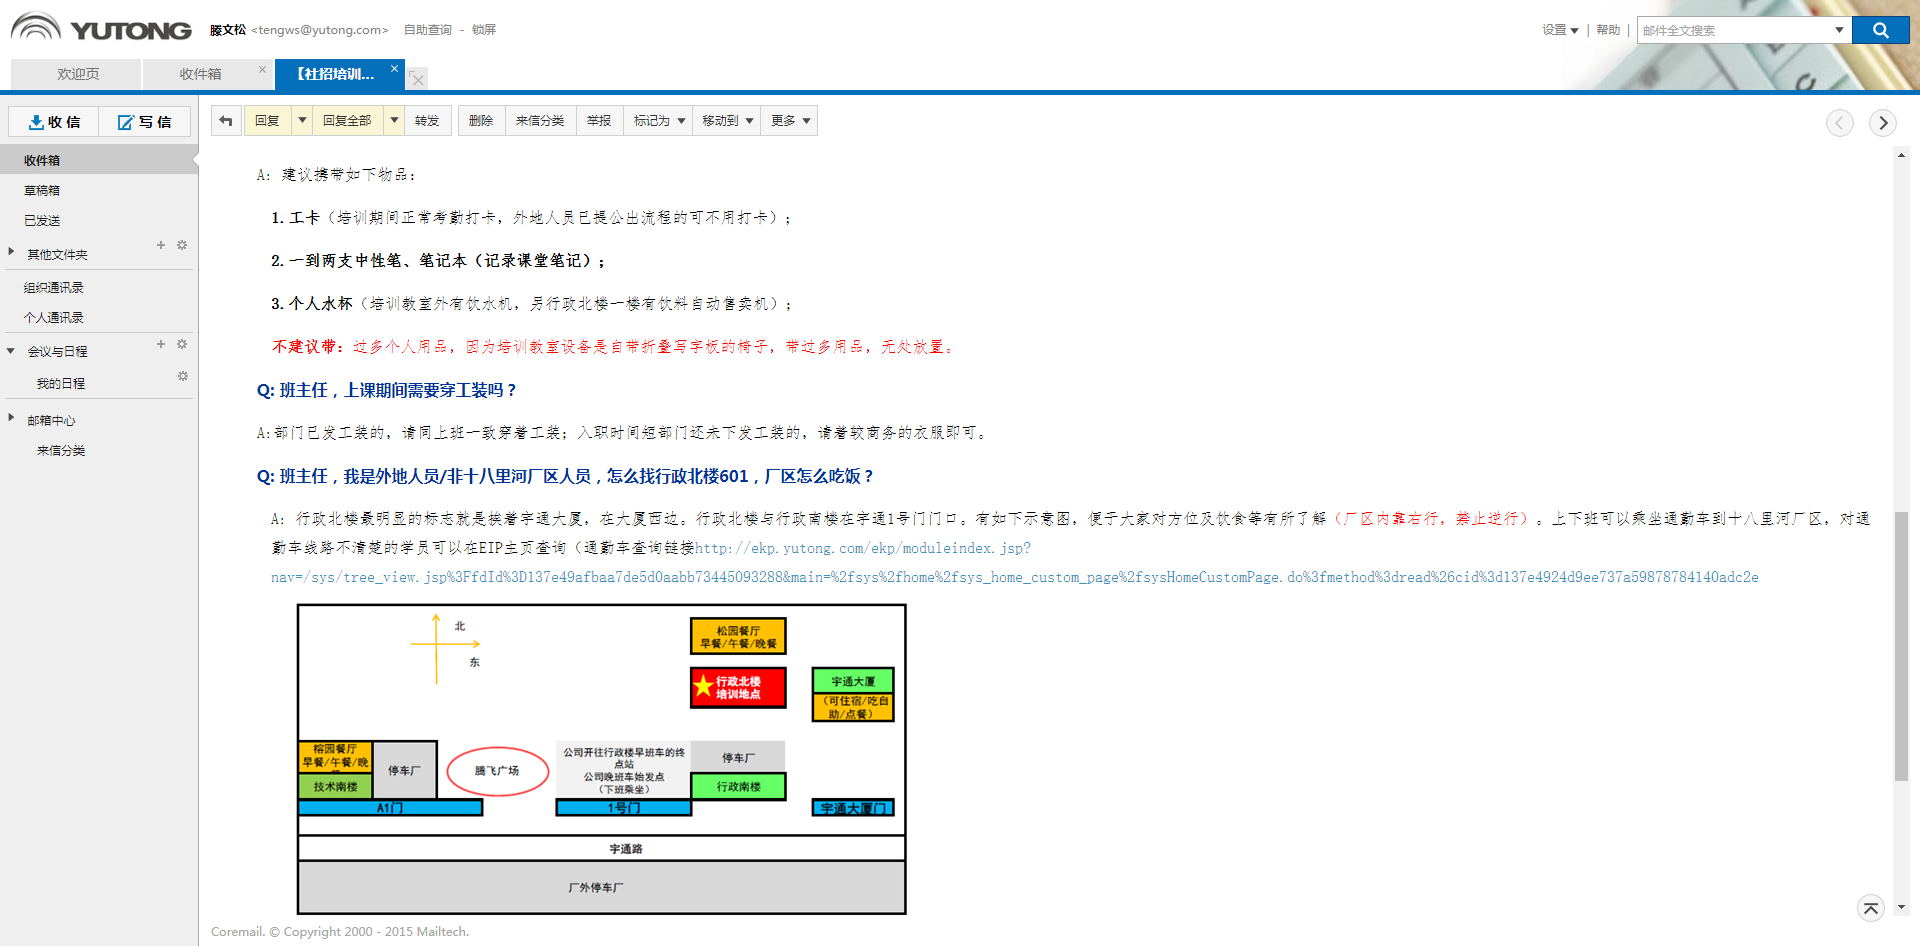 YUTONG
滕文松 <tengws@yutong.com> 自助查询 - 锁屏
设置 | 帮助 | 邮件全文搜索
欢迎页 收件箱 【社招培训...
收信 写信
回复 回复全部 转发 删除 来信分类 举报 标记为 移动到 更多
收件箱
草稿箱
已发送
其他文件夹
组织通讯录
个人通讯录
会议与日程
我的日程
邮箱中心
来信分类
A: 建议携带如下物品：
1. 工卡（培训期间正常考勤打卡，外地人员已提公出流程的可不用打卡）；
2. 一到两支中性笔、笔记本（记录课堂笔记）；
3. 个人水杯（培训教室外有饮水机，另行政北楼一楼有饮料自动售卖机）；
不建议带：过多个人用品，因为培训教室设备是自带折叠写字板的椅子，带过多用品，无处放置。
Q: 班主任，上课期间需要穿工装吗？
A:部门已发工装的，请同上班一致穿着工装；入职时间短部门还未下发工装的，请着较商务的衣服即可。
Q: 班主任，我是外地人员/非十八里河厂区人员，怎么找行政北楼601，厂区怎么吃饭？
A: 行政北楼最明显的标志就是挨着宇通大厦，在大厦西边。行政北楼与行政南楼在宇通1号门门口。有如下示意图，便于大家对方位及饮食等有所了解（厂区内靠右行，禁止逆行）。上下班可以乘坐通勤车到十八里河厂区，对通
勤车线路不清楚的学员可以在EIP主页查询（通勤车查询链接http://ekp.yutong.com/ekp/moduleindex.jsp?
nav=/sys/tree_view.jsp%3FfdId%3D137e49afbaa7de5d0aabb73445093288&main=%2fsys%2fhome%2fsys_home_custom_page%2fsysHomeCustomPage.do%3fmethod%3dread%26cid%3d137e4924d9ee737a59878784140adc2e
北
东
松园餐厅
早餐/午餐/晚餐
行政北楼
培训地点
宇通大厦
（可住宿/吃自
助/点餐）
榕园餐厅
早餐/午餐/晚
技术南楼
停车厂
腾飞广场
公司开往行政楼早班车的终
点站
公司晚班车始发点
（下班乘坐）
停车厂
行政南楼
A1门
1号门
宇通大厦门
宇通路
厂外停车厂
Coremail. © Copyright 2000 - 2015 Mailtech.